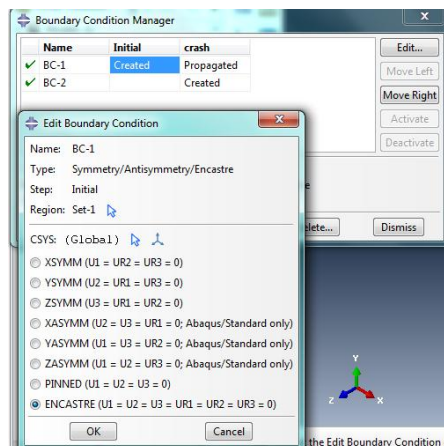 Boundary Condition Manager
X
Name Initial crash
BC-1 Created Propagated
BC-2 Created
Edit...
Move Left
Move Right
Activate
Deactivate
Dismiss
Edit Boundary Condition
X
Name: BC-1
Type: Symmetry/Antisymmetry/Encastre
Step: Initial
Region: Set-1
CSYS: (Global)
XSYMM (U1 = UR2 = UR3 = 0)
YSYMM (U2 = UR1 = UR3 = 0)
ZSYMM (U3 = UR1 = UR2 = 0)
XASYMM (U2 = U3 = UR1 = 0; Abaqus/Standard only)
YASYMM (U1 = U3 = UR2 = 0; Abaqus/Standard only)
ZASYMM (U1 = U2 = UR3 = 0; Abaqus/Standard only)
PINNED (U1 = U2 = U3 = 0)
ENCASTRE (U1 = U2 = U3 = UR1 = UR2 = UR3 = 0)
OK Cancel
Y
Z X
the Edit Boundary Condition